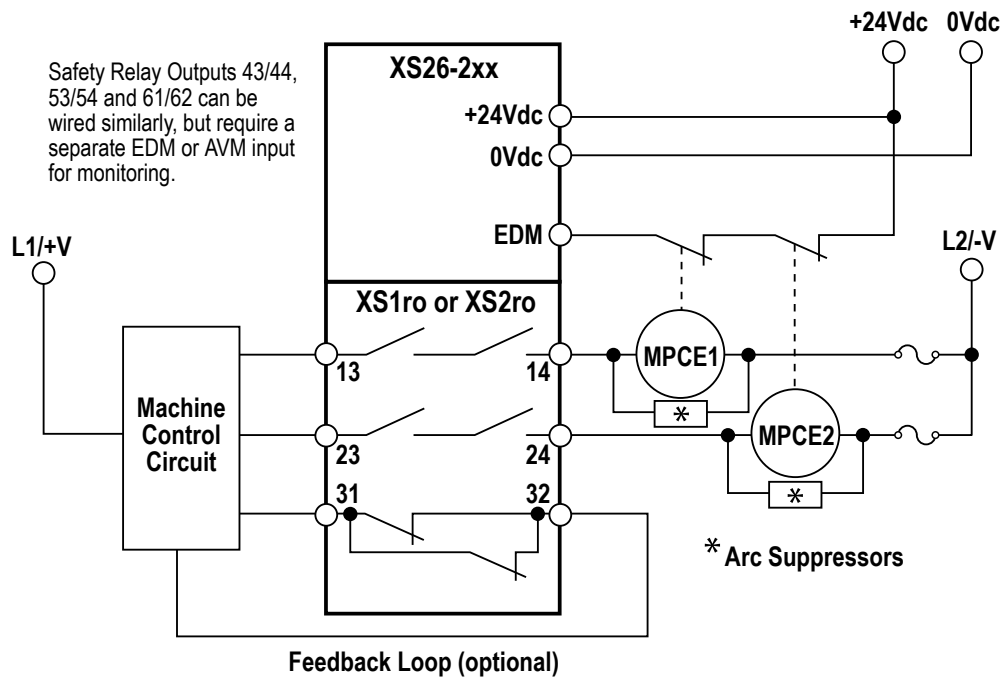 +24Vdc 0Vdc
Safety Relay Outputs 43/44,
53/54 and 61/62 can be
wired similarly, but require a
separate EDM or AVM input
for monitoring.
XS26-2xx
+24Vdc
0Vdc
EDM
L1/+V
L2/-V
XS1ro or XS2ro
13
14
MPCE1
*
Machine
Control
Circuit
23
24
MPCE2
*
31
32
* Arc Suppressors
Feedback Loop (optional)